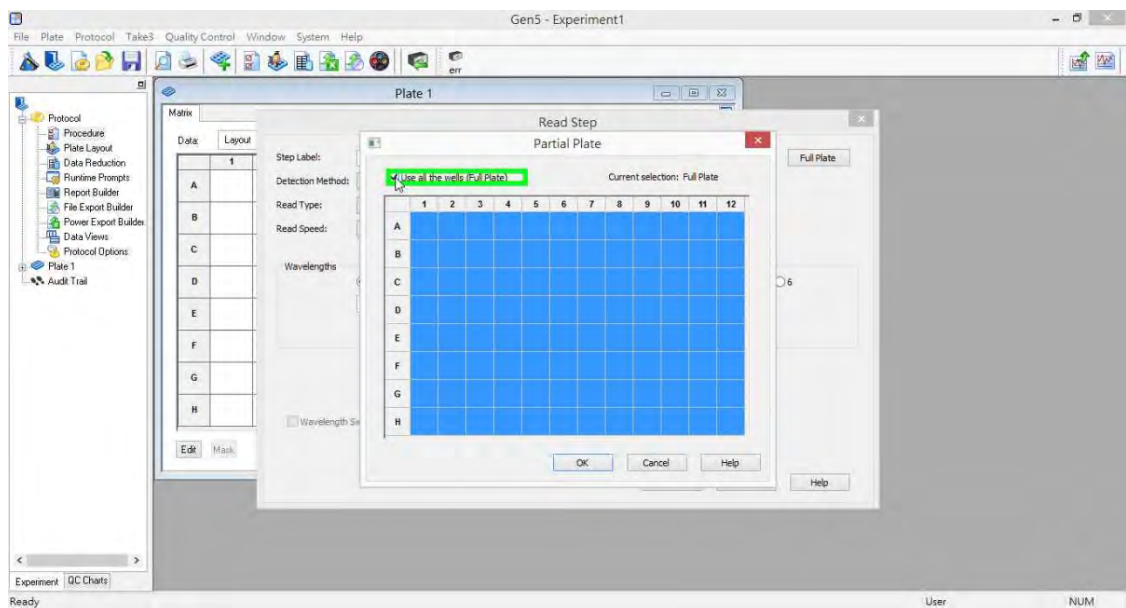 Gen5 - Experiment1
File Plate Protocol Take3 Quality Control Window System Help
err
Protocol
Procedure
Plate Layout
Data Reduction
Runtime Prompts
Report Builder
File Export Builder
Power Export Builder
Data Views
Protocol Options
Plate 1
Audit Trail
Experiment QC Charts
Plate 1
Matrix
Data: Layout
1
A
B
C
D
E
F
G
H
Edit Mask
Read Step
Step Label: Full Plate
Detection Method:
Read Type:
Read Speed:
Wavelengths
6
Help
Partial Plate
Use all the wells (Full Plate) Current selection: Full Plate
1 2 3 4 5 6 7 8 9 10 11 12
A
B
C
D
E
F
G
H
OK Cancel Help
Ready User NUM